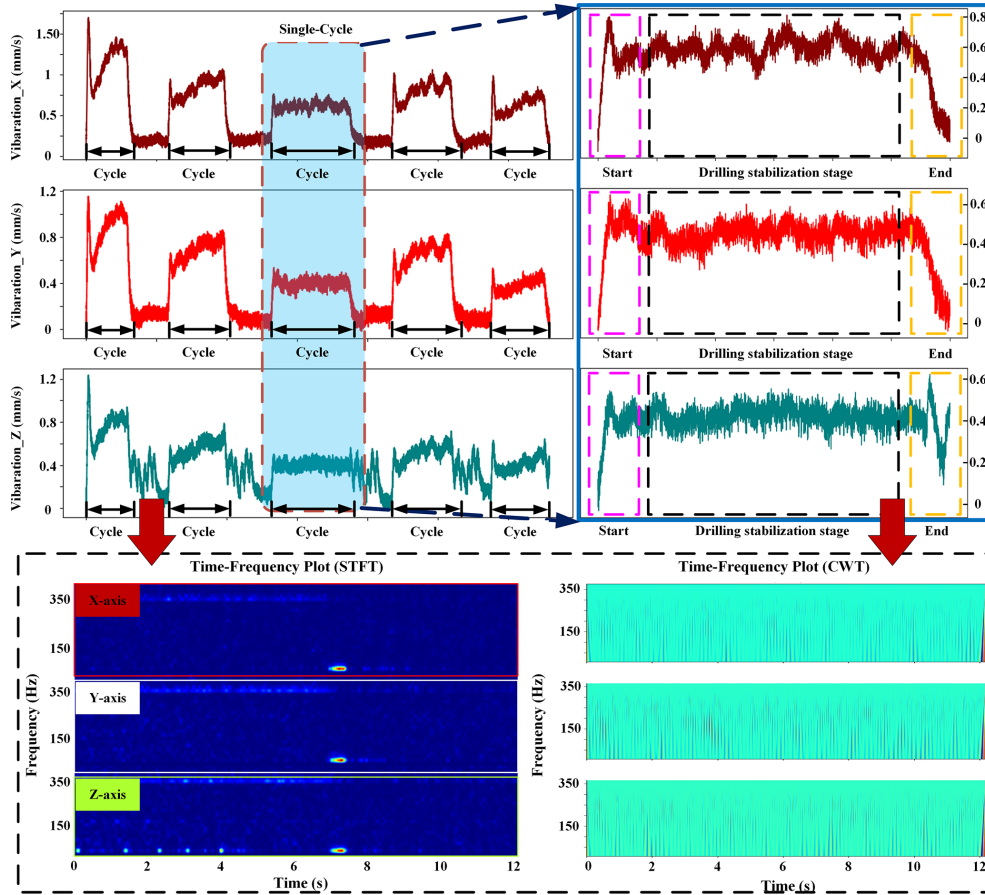 Single-Cycle
Vibaration_X (mm/s)
1.50
1
0.5
0
Cycle Cycle Cycle Cycle Cycle
0.8
0.6
0.4
0.2
0
Start Drilling stabilization stage End
Vibaration_Y (mm/s)
1.2
0.8
0.4
0
Cycle Cycle Cycle Cycle Cycle
0.6
0.4
0.2
0
Start Drilling stabilization stage End
Vibaration_Z (mm/s)
1.2
0.8
0.4
0
Cycle Cycle Cycle Cycle Cycle
0.6
0.4
0.2
0
Start Drilling stabilization stage End
Time-Frequency Plot (STFT)
Frequency (Hz)
350
X-axis
150
350
Y-axis
150
350
Z-axis
150
0 2 4 6 8 10 12
Time (s)
Time-Frequency Plot (CWT)
Frequency (Hz)
350
150
350
150
350
150
0 2 4 6 8 10 12
Time (s)